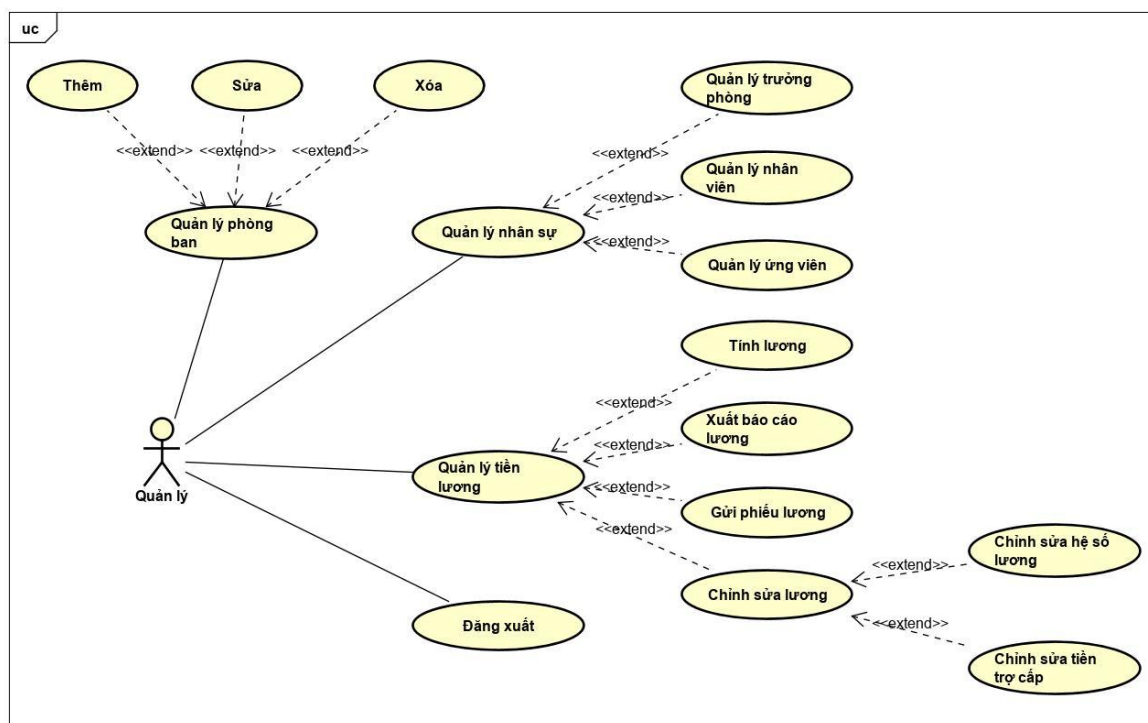 uc
Thêm
Sửa
Xóa
<<extend>>
<<extend>>
<<extend>>
Quản lý phòng
ban
Quản lý nhân sự
Quản lý trưởng
phòng
<<extend>>
Quản lý nhân
viên
<<extend>>
<<extend>>
Quản lý ứng viên
Tính lương
<<extend>>
Xuất báo cáo
lương
<<extend>>
Quản lý tiền
lương
<<extend>>
Gửi phiếu lương
<<extend>>
Chỉnh sửa lương
<<extend>>
Chỉnh sửa hệ số
lương
<<extend>>
Chỉnh sửa tiền
trợ cấp
Quản lý
Đăng xuất